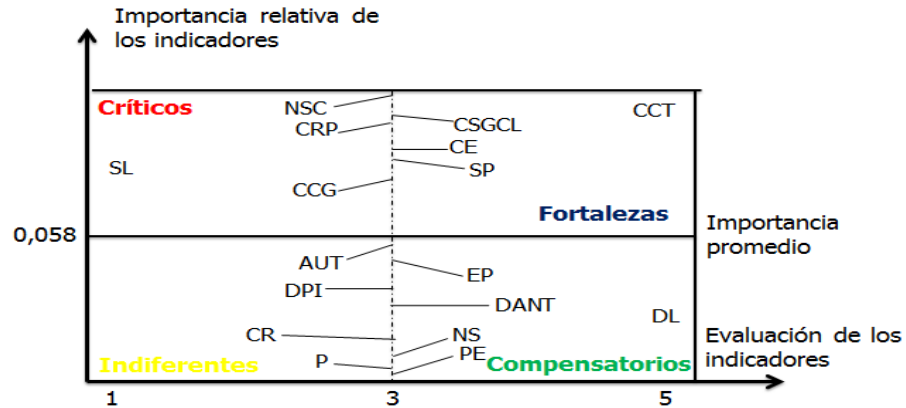 Importancia relativa de
los indicadores
Críticos
NSC
CCT
CRP
CSGCL
CE
SL
SP
CCG
Fortalezas
0,058
Importancia
promedio
AUT
EP
DPI
DANT
DL
CR
NS
Evaluación de los
indicadores
Indiferentes
P
PE
Compensatorios
1
3
5